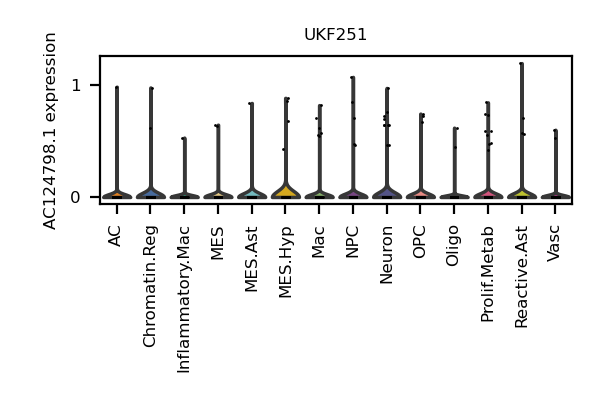 UKF251
AC124798.1 expression
1
0
AC
Chromatin.Reg
Inflammatory.Mac
MES
MES.Ast
MES.Hyp
Mac
NPC
Neuron
OPC
Oligo
Prolif.Metab
Reactive.Ast
Vasc